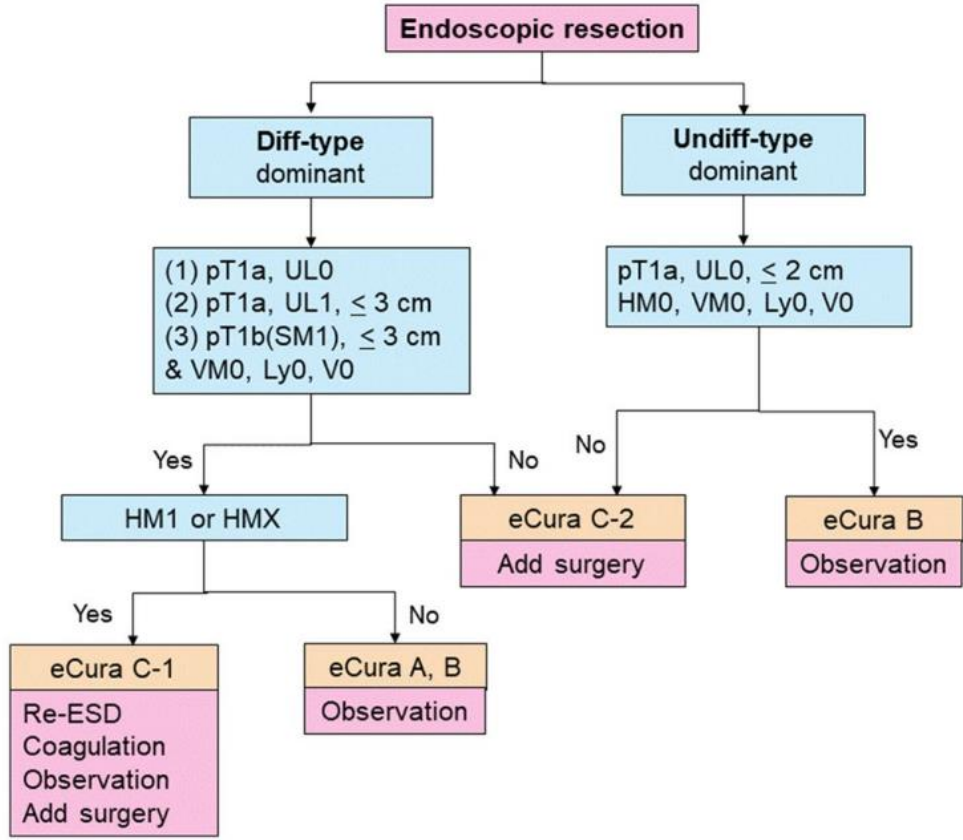 Endoscopic resection
Diff-type
dominant
Undiff-type
dominant
(1) pT1a, UL0
(2) pT1a, UL1, ≤ 3 cm
(3) pT1b(SM1), ≤ 3 cm
& VM0, Ly0, V0
pT1a, UL0, ≤ 2 cm
HM0, VM0, Ly0, V0
Yes
No
No
Yes
HM1 or HMX
eCura C-2
Add surgery
eCura B
Observation
Yes
No
eCura C-1
Re-ESD
Coagulation
Observation
Add surgery
eCura A, B
Observation